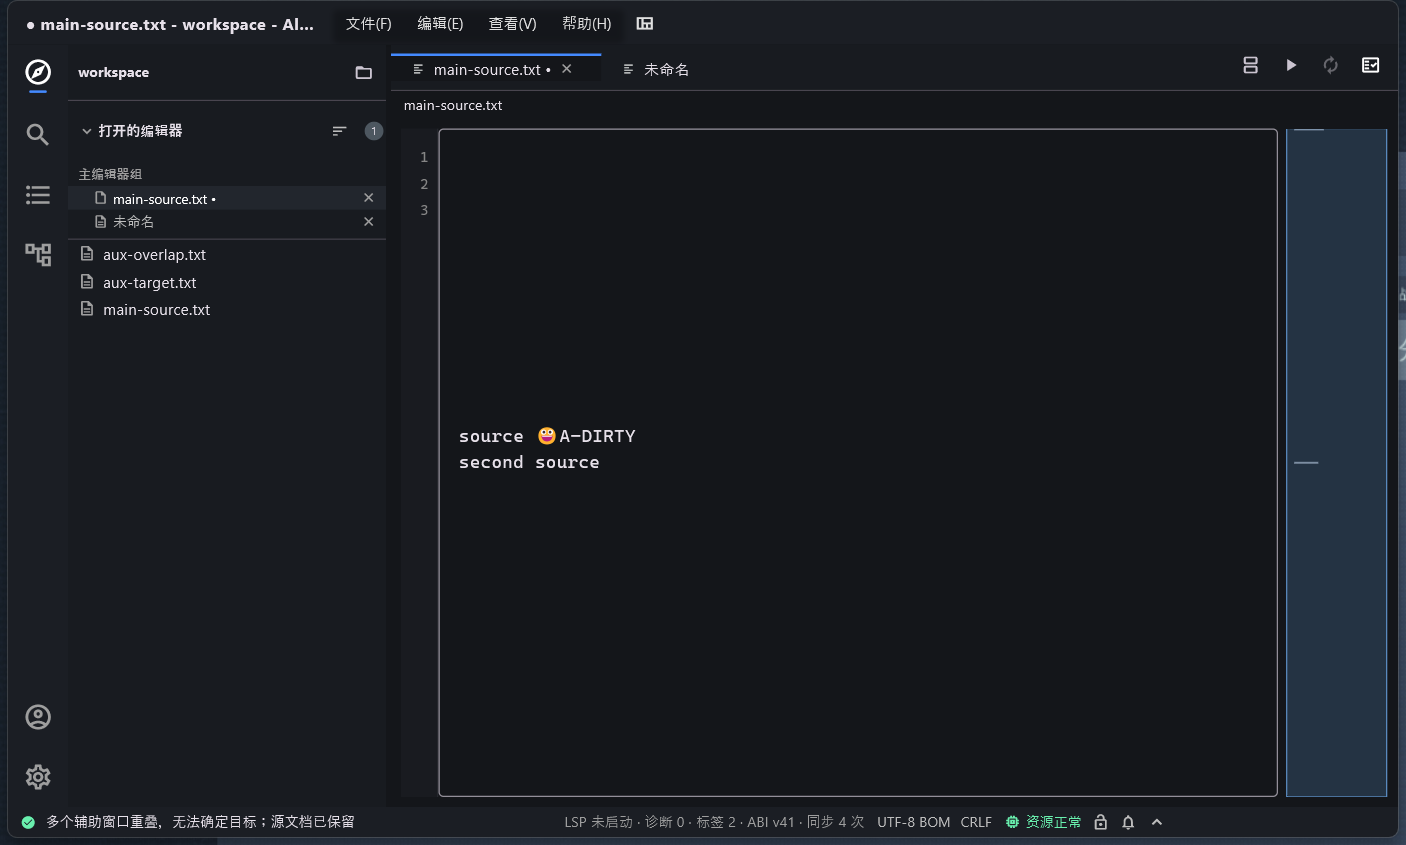 ● main-source.txt - workspace - Al...
文件(F) 编辑(E) 查看(V) 帮助(H)
workspace
main-source.txt •
未命名
main-source.txt
打开的编辑器
1
主编辑器组
main-source.txt •
未命名
aux-overlap.txt
aux-target.txt
main-source.txt
1
2
3
source 😀A-DIRTY
second source
多个辅助窗口重叠，无法确定目标；源文档已保留
LSP 未启动 · 诊断 0 · 标签 2 · ABI v41 · 同步 4 次
UTF-8 BOM
CRLF
资源正常